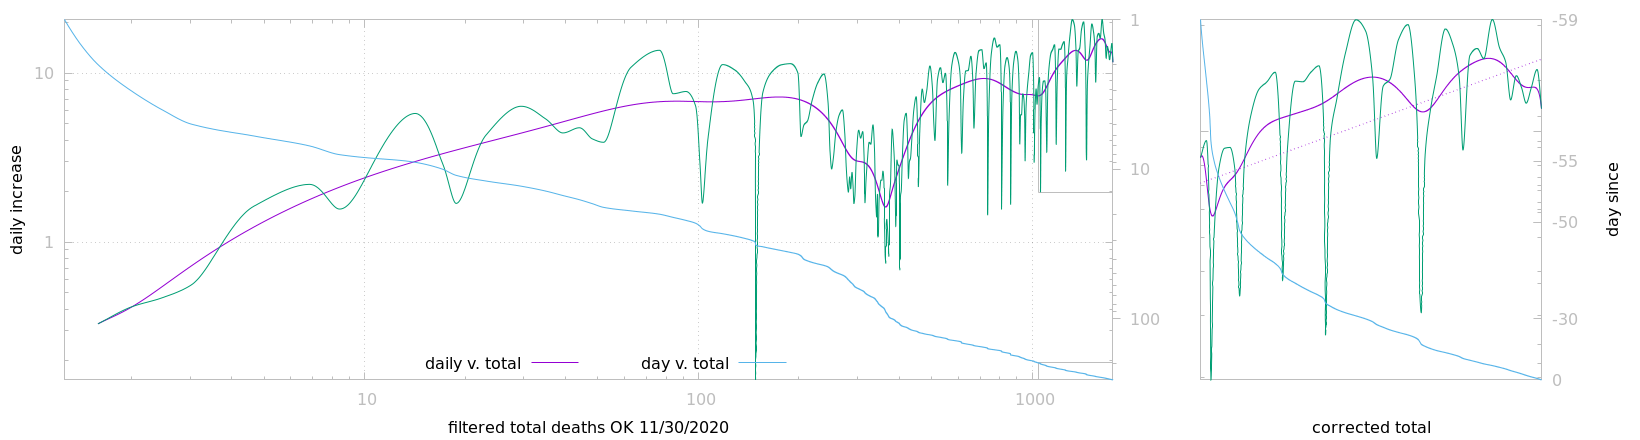 daily increase
10
1
10
100
1000
filtered total deaths OK 11/30/2020
daily v. total
day v. total
1
10
100
-59
-55
-50
-30
0
day since
corrected total